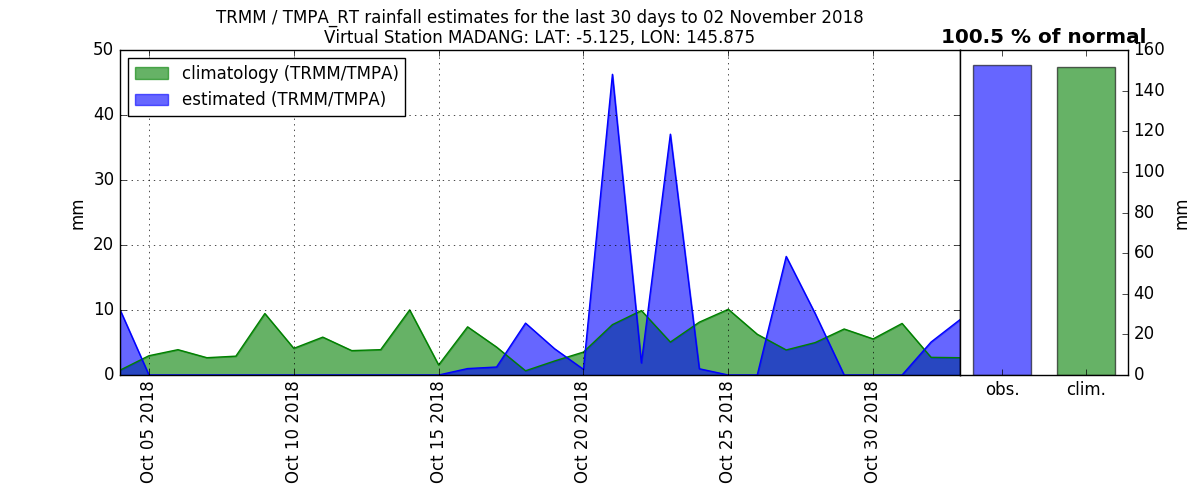 TRMM / TMPA_RT rainfall estimates for the last 30 days to 02 November 2018
Virtual Station MADANG: LAT: -5.125, LON: 145.875
100.5 % of normal
climatology (TRMM/TMPA)
estimated (TRMM/TMPA)
50
40
30
20
10
0
mm
Oct 05 2018
Oct 10 2018
Oct 15 2018
Oct 20 2018
Oct 25 2018
Oct 30 2018
160
140
120
100
80
60
40
20
0
mm
obs.
clim.